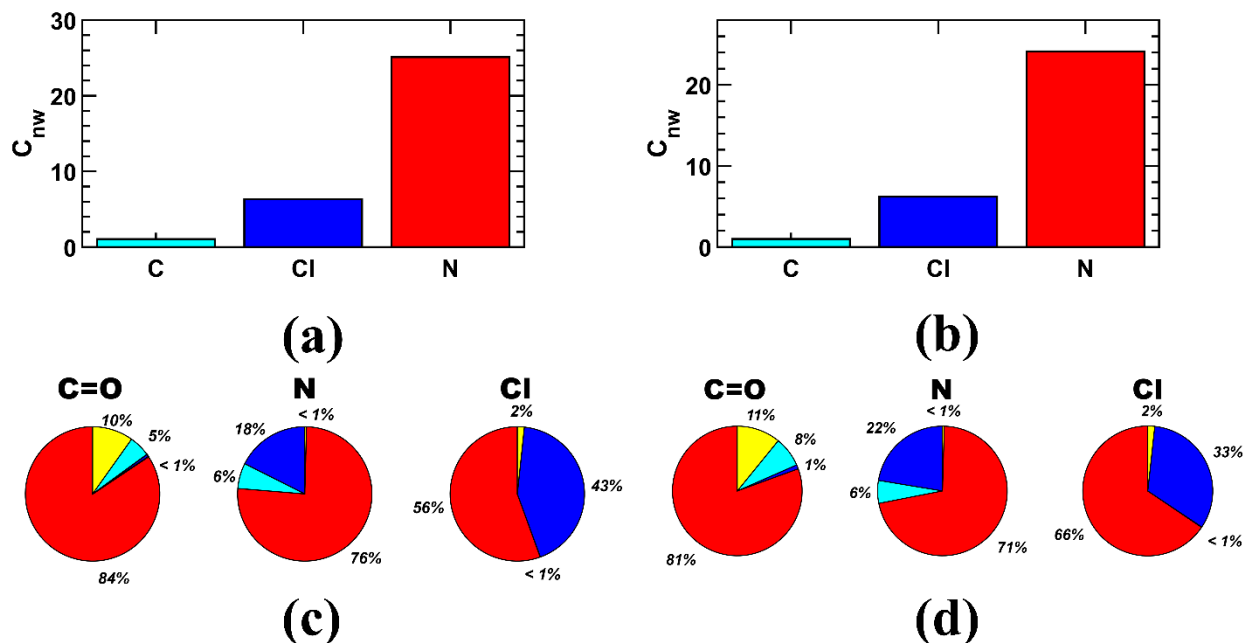 30
20
10
0
C_nw
C
Cl
N
(a)
20
10
0
C_nw
C
Cl
N
(b)
C=O
10%
5%
< 1%
84%
N
< 1%
18%
6%
76%
Cl
2%
43%
56%
< 1%
(c)
C=O
11%
8%
1%
81%
N
< 1%
22%
6%
71%
Cl
2%
33%
66%
< 1%
(d)